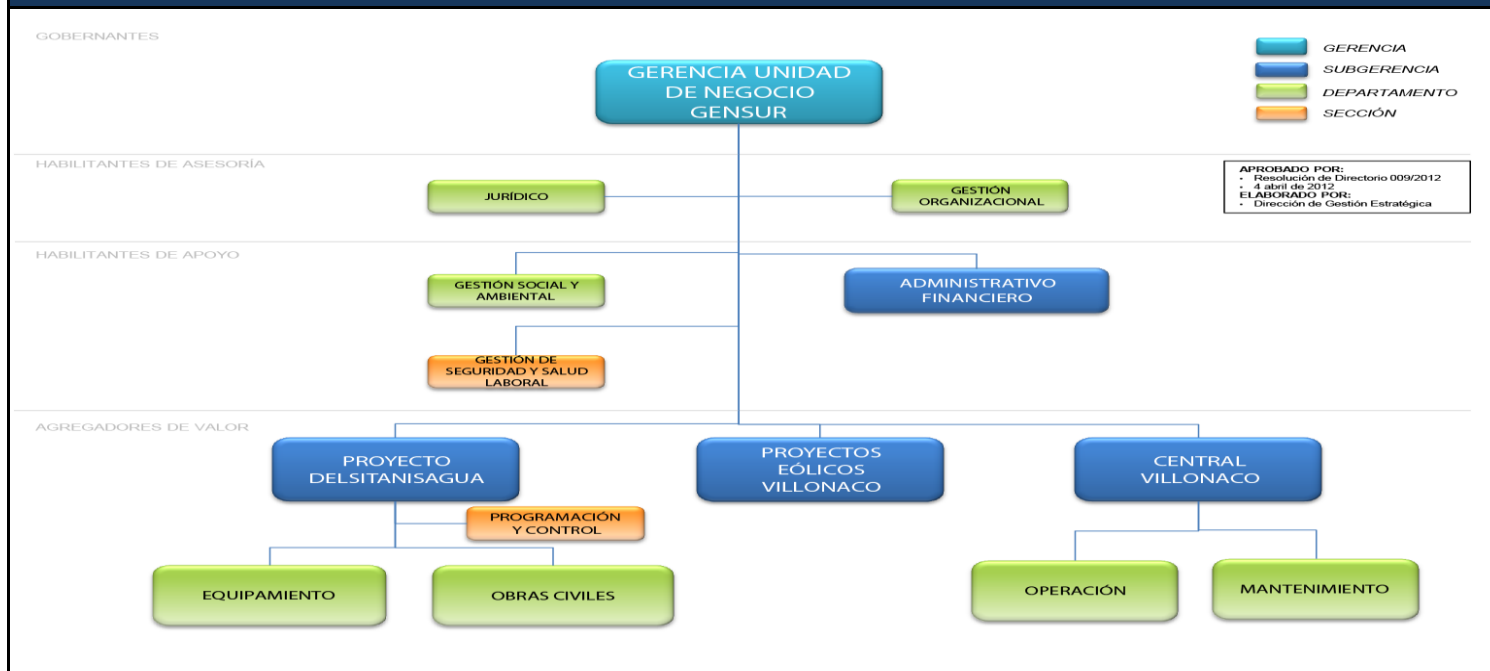 GOBERNANTES
GERENCIA UNIDAD
DE NEGOCIO
GENSUR
GERENCIA
SUBGERENCIA
DEPARTAMENTO
SECCIÓN
HABILITANTES DE ASESORÍA
JURÍDICO
GESTIÓN
ORGANIZACIONAL
APROBADO POR:
- Resolución de Directorio 009/2012
- 4 abril de 2012
ELABORADO POR:
- Dirección de Gestión Estratégica
HABILITANTES DE APOYO
GESTIÓN SOCIAL Y
AMBIENTAL
ADMINISTRATIVO
FINANCIERO
GESTIÓN DE
SEGURIDAD Y SALUD
LABORAL
AGREGADORES DE VALOR
PROYECTO
DELSITANISAGUA
PROYECTOS
EÓLICOS
VILLONACO
CENTRAL
VILLONACO
PROGRAMACIÓN
Y CONTROL
EQUIPAMIENTO
OBRAS CIVILES
OPERACIÓN
MANTENIMIENTO